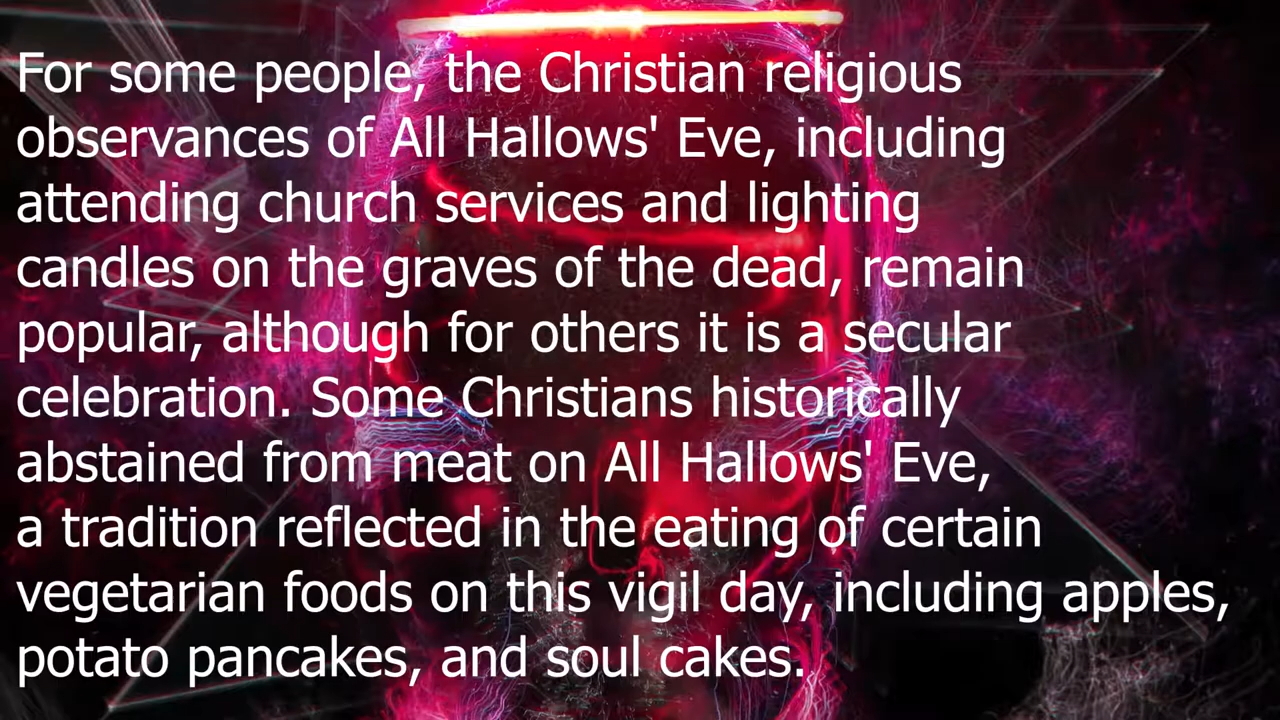 For some people, the Christian religious
observances of All Hallows' Eve, including
attending church services and lighting
candles on the graves of the dead, remain
popular, although for others it is a secular
celebration. Some Christians historically
abstained from meat on All Hallows' Eve,
a tradition reflected in the eating of certain
vegetarian foods on this vigil day, including apples,
potato pancakes, and soul cakes.